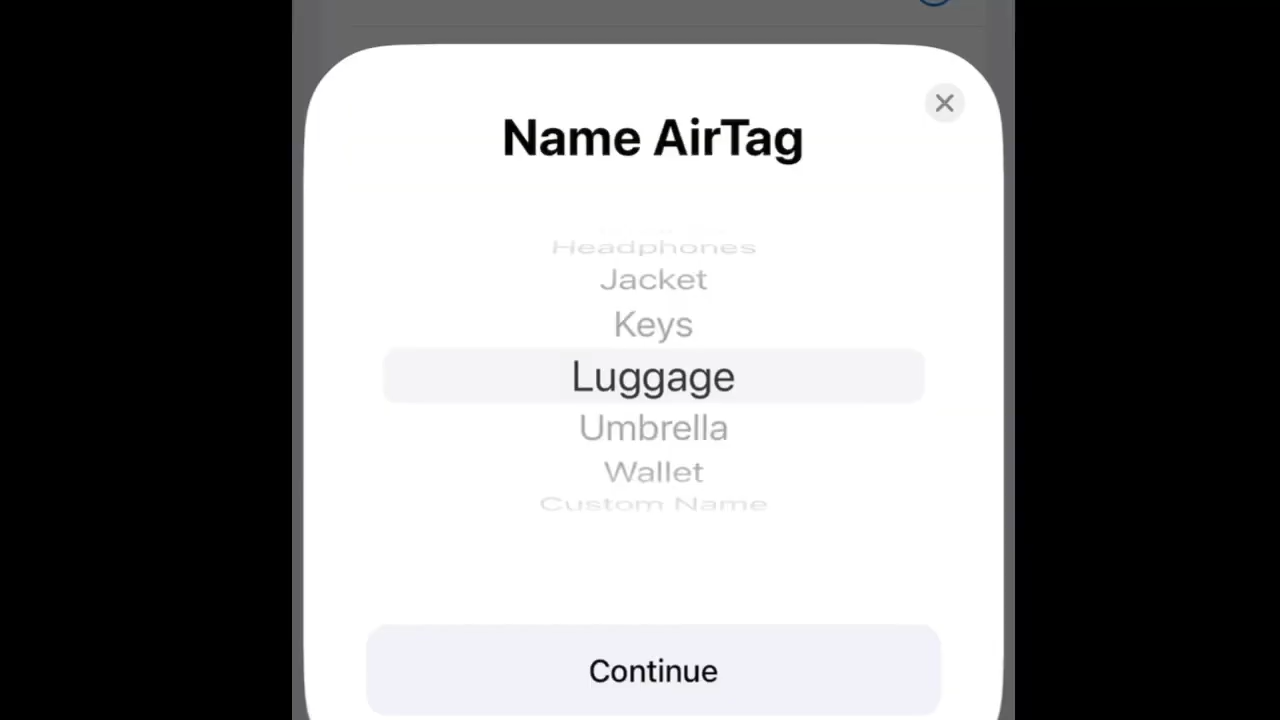 Name AirTag
Headphones
Jacket
Keys
Luggage
Umbrella
Wallet
Custom Name
Continue